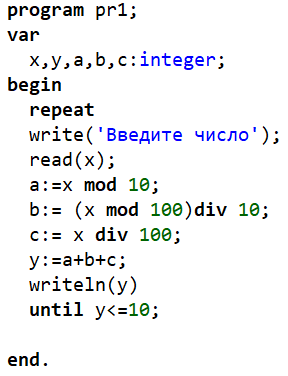 program pr1;
var
x,y,a,b,c:integer;
begin
repeat
write('Введите число');
read(x);
a:=x mod 10;
b:= (x mod 100)div 10;
c:= x div 100;
y:=a+b+c;
writeln(y)
until y<=10;
end.